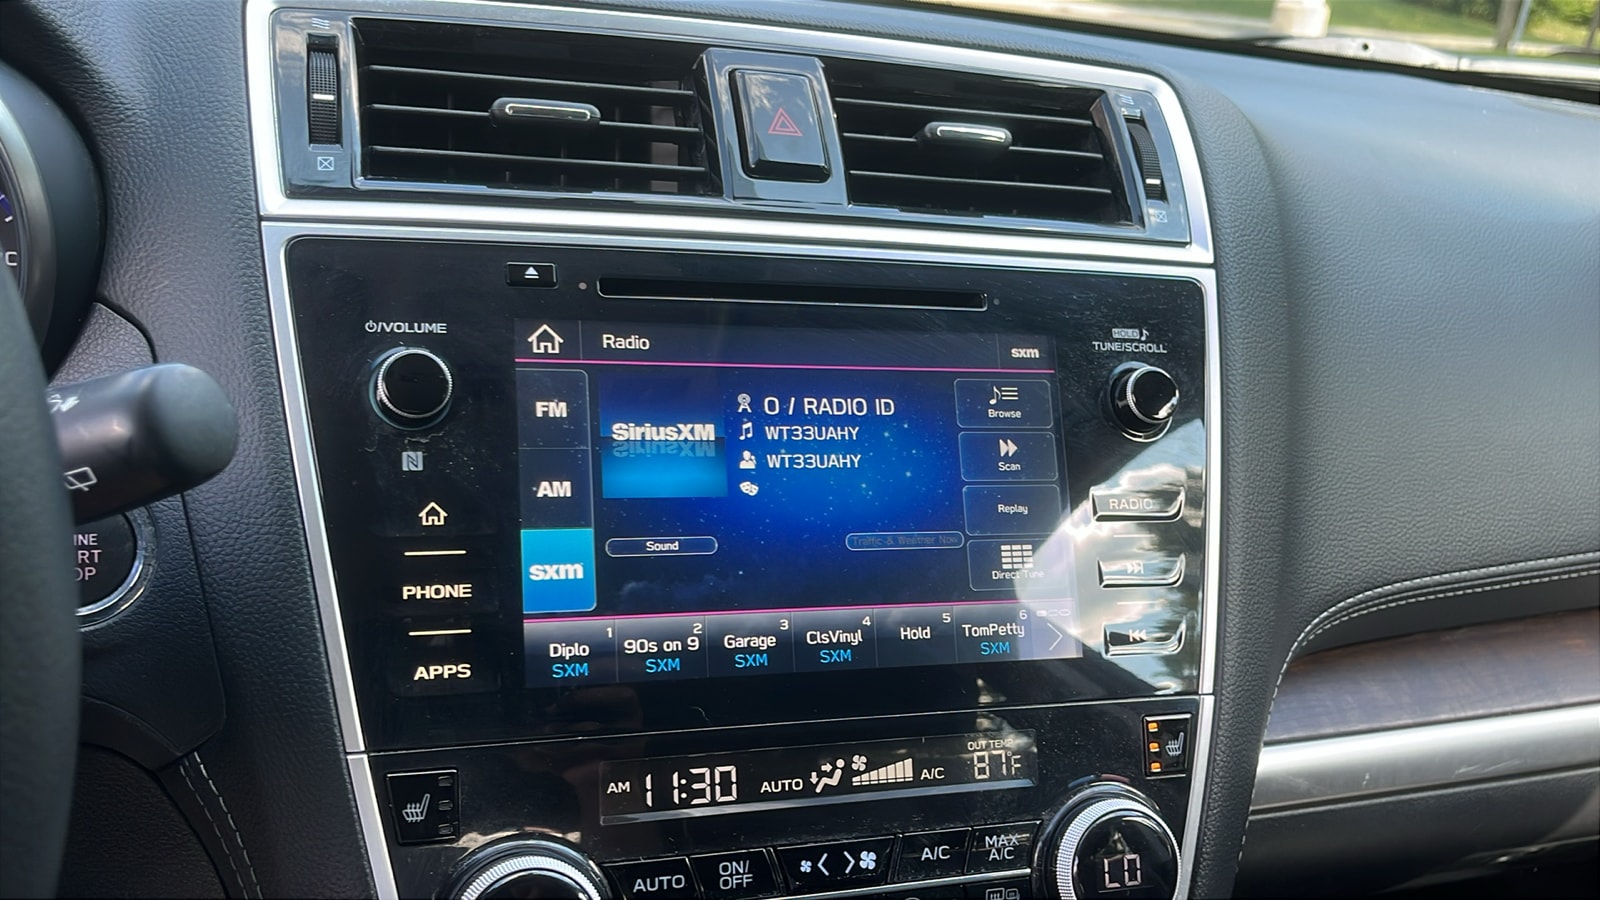 ⏻/VOLUME
HOLD ♪
TUNE/SCROLL
Radio
sxm
FM
AM
sxm
SiriusXM
0 / RADIO ID
WT33UAHY
WT33UAHY
Browse
Scan
Replay
Direct Tune
Sound
Traffic & Weather Now
Diplo 1
SXM
90s on 9 2
SXM
Garage 3
SXM
ClsVinyl 4
SXM
Hold 5
TomPetty 6
SXM
N
PHONE
APPS
RADIO
C
AM 11:30 AUTO A/C
OUT TEMP
87°F
AUTO
ON/
OFF
A/C
MAX
A/C
LO